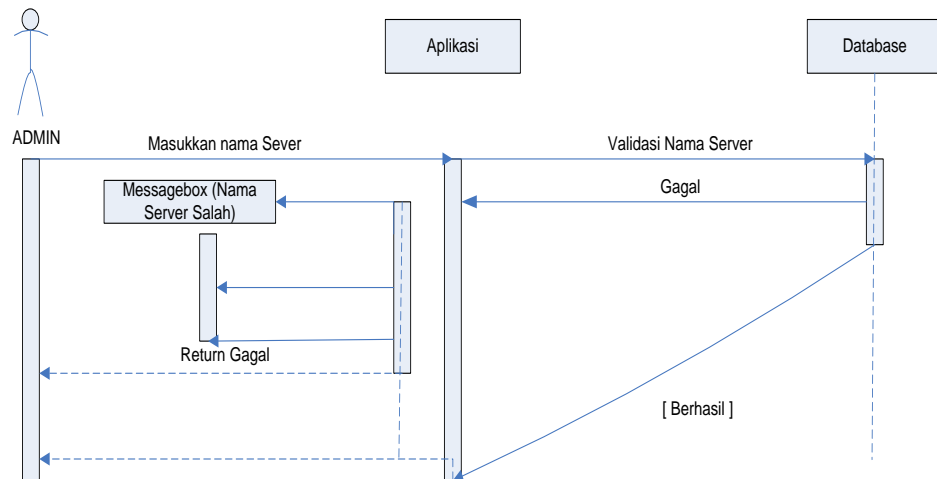 Aplikasi
Database
ADMIN
Masukkan nama Sever
Validasi Nama Server
Messagebox (Nama
Server Salah)
Gagal
Return Gagal
[ Berhasil ]